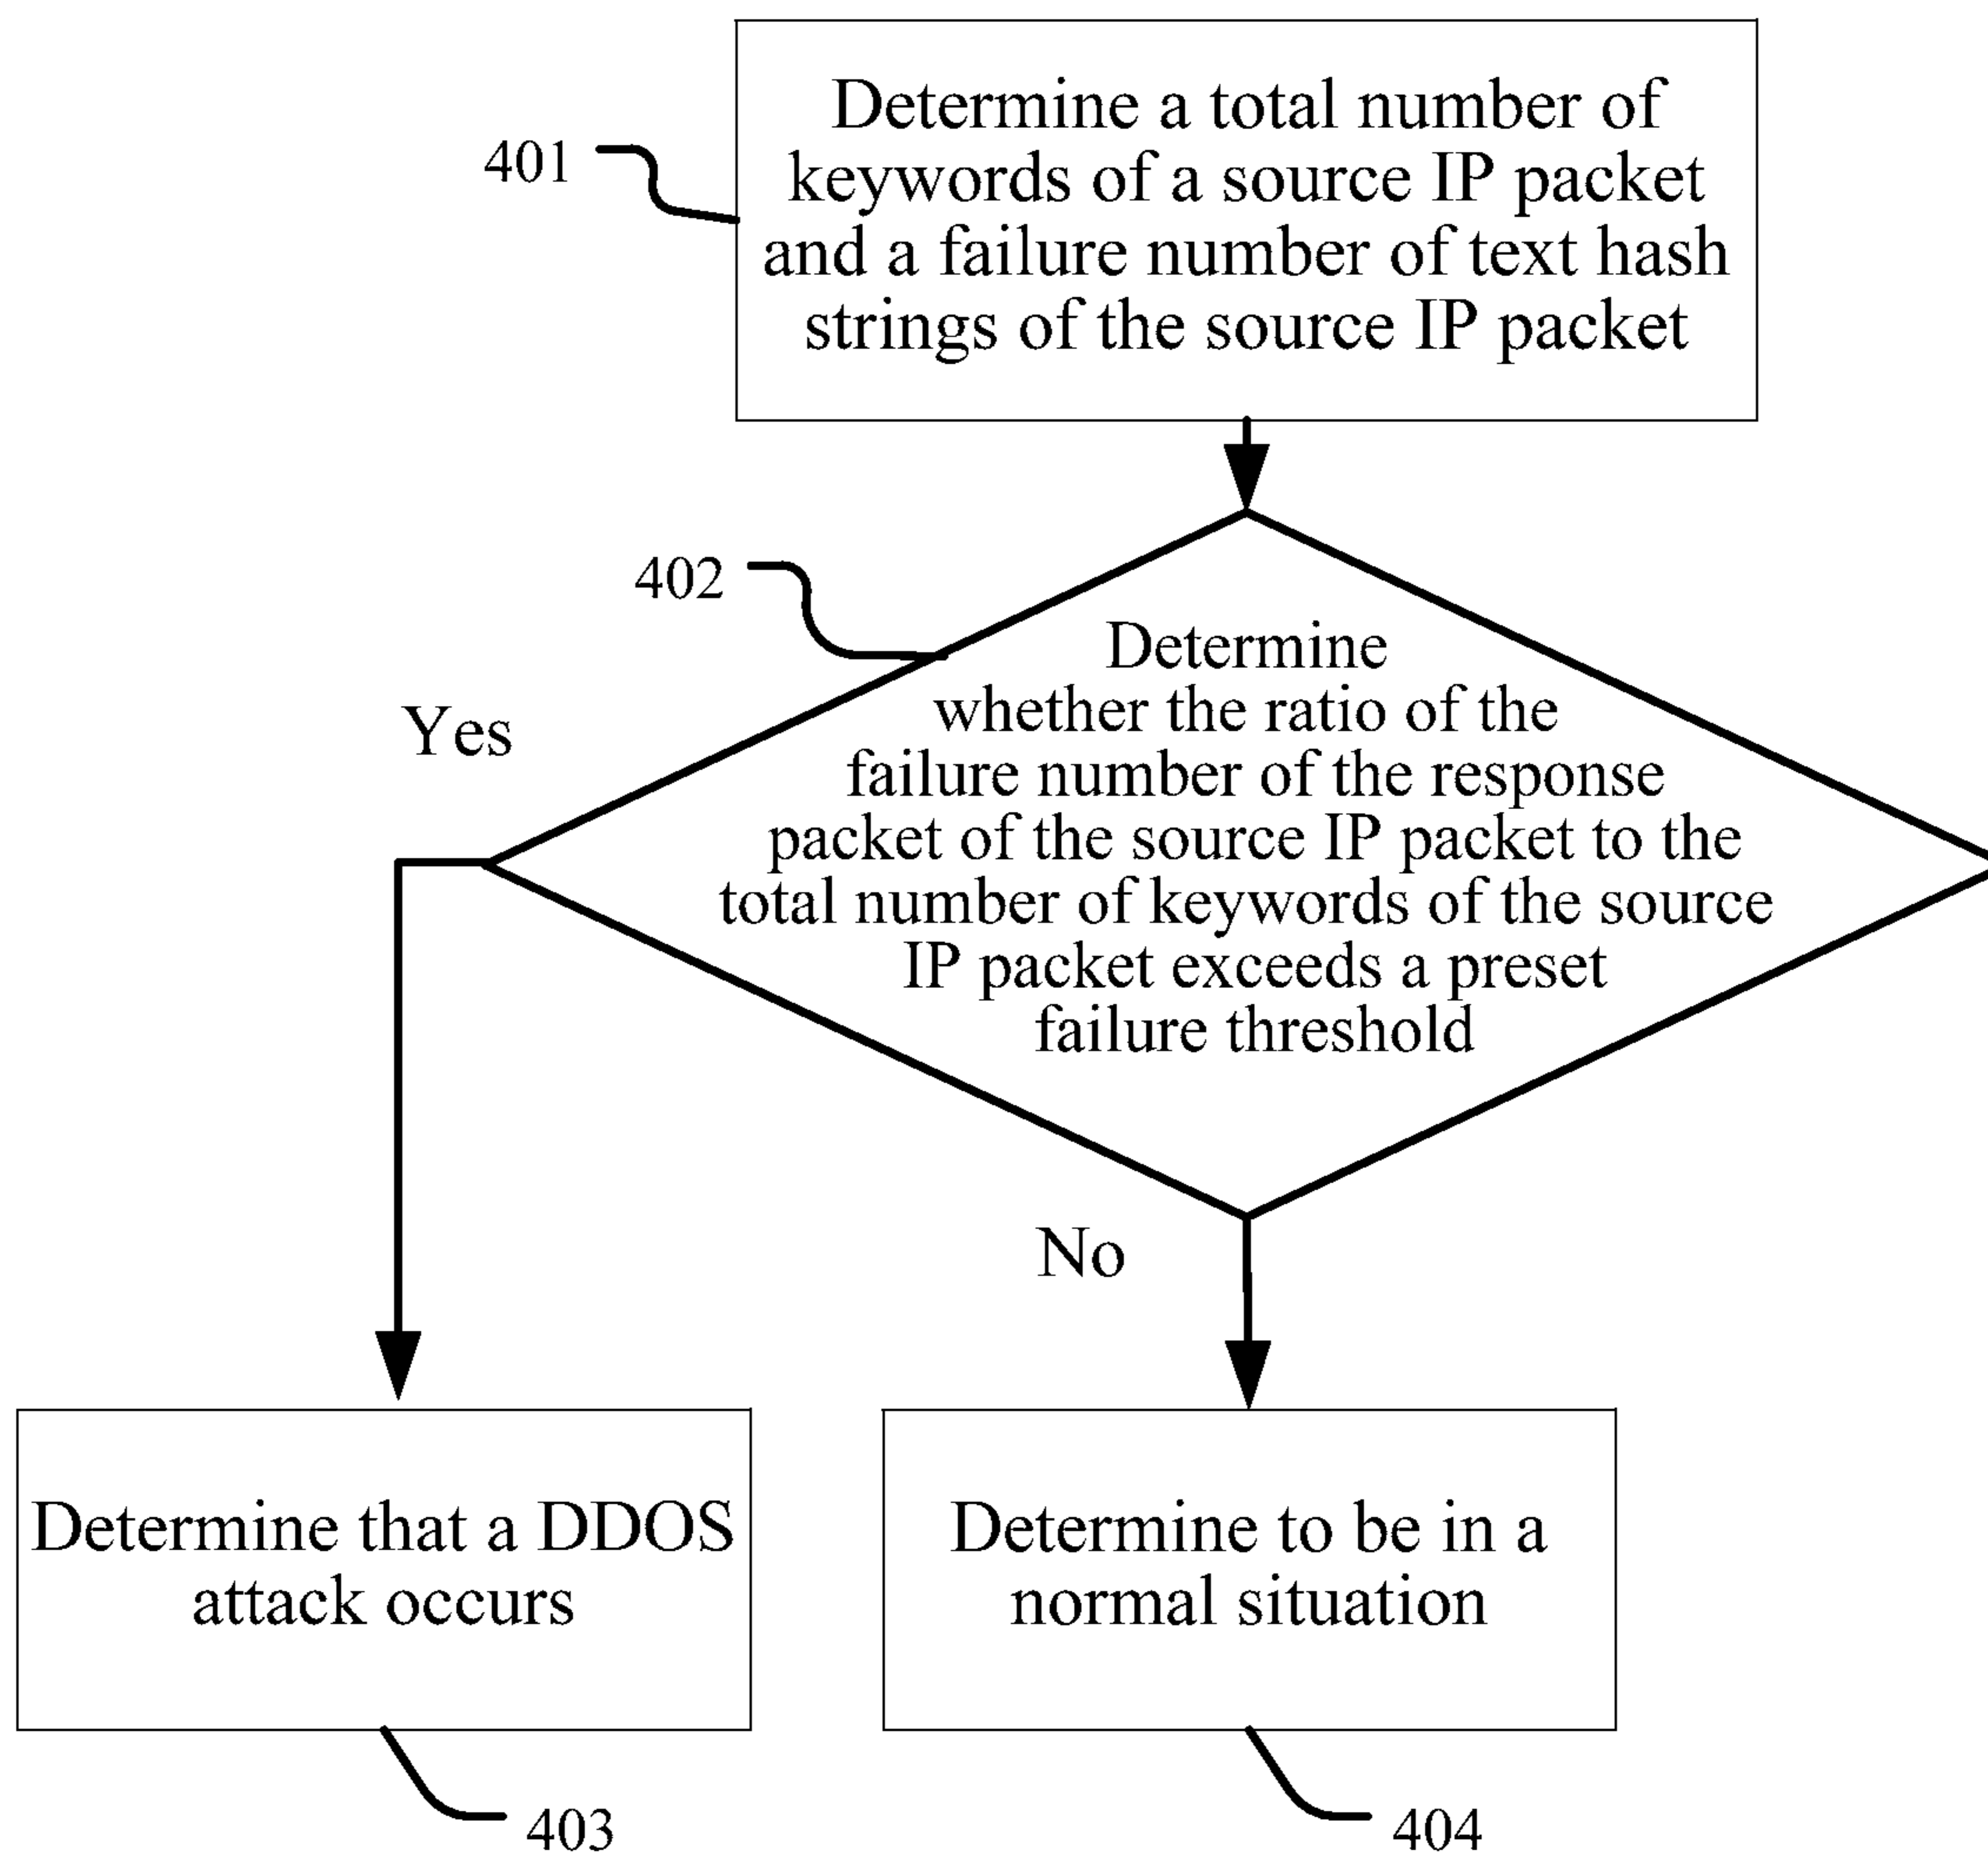 Determine a total number of
keywords of a source IP packet
and a failure number of text hash
strings of the source IP packet
401
402
Determine
whether the ratio of the
failure number of the response
packet of the source IP packet to the
total number of keywords of the source
IP packet exceeds a preset
failure threshold
Yes
No
Determine that a DDOS
attack occurs
Determine to be in a
normal situation
403
404